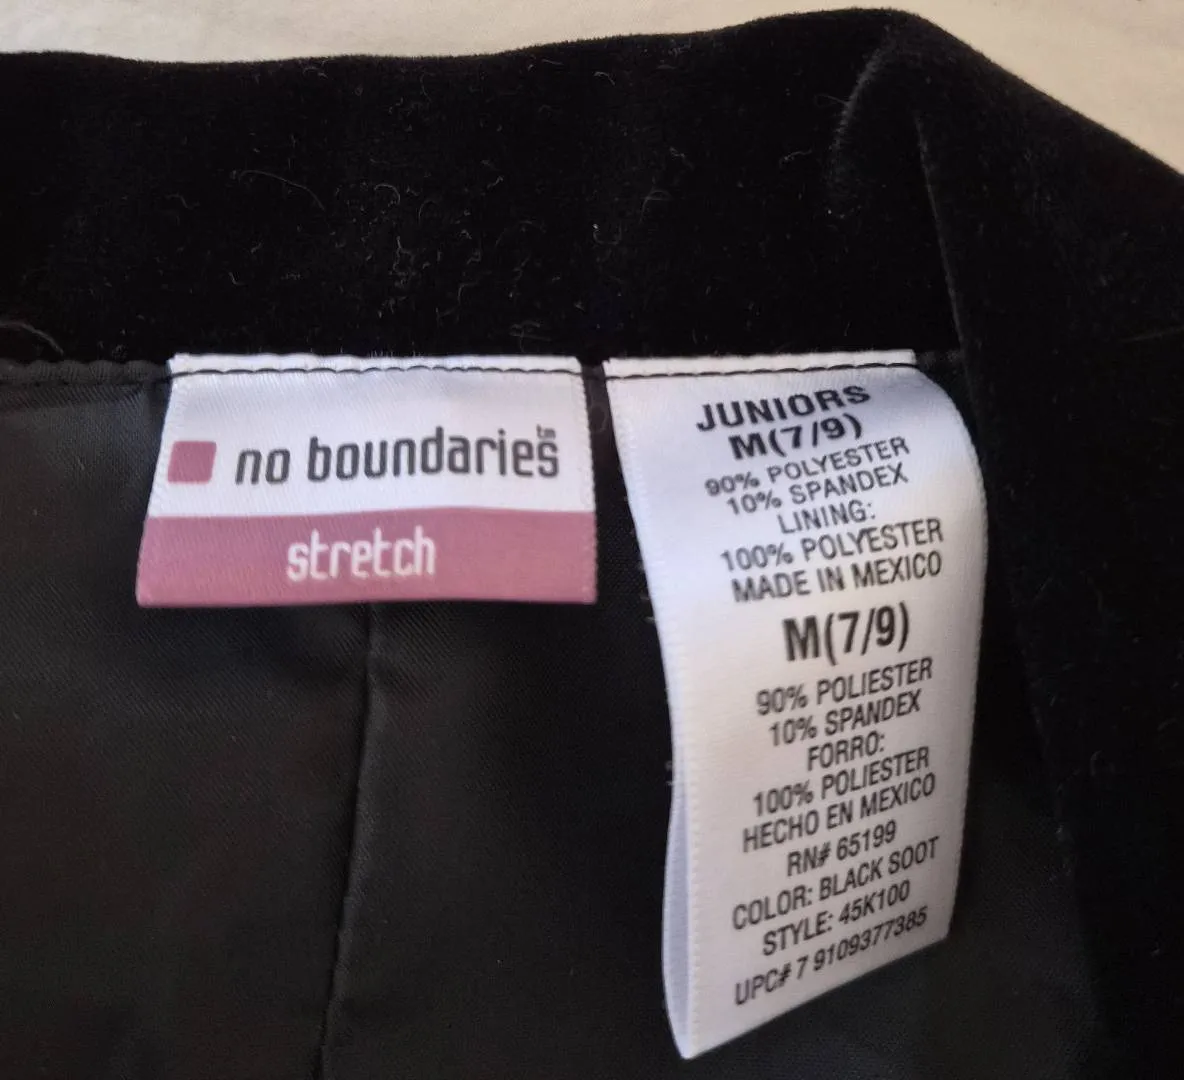 no boundaries™
stretch
JUNIORS
M(7/9)
90% POLYESTER
10% SPANDEX
LINING:
100% POLYESTER
MADE IN MEXICO
M(7/9)
90% POLIESTER
10% SPANDEX
FORRO:
100% POLIESTER
HECHO EN MEXICO
RN# 65199
COLOR: BLACK SOOT
STYLE: 45K100
UPC# 7 9109377385